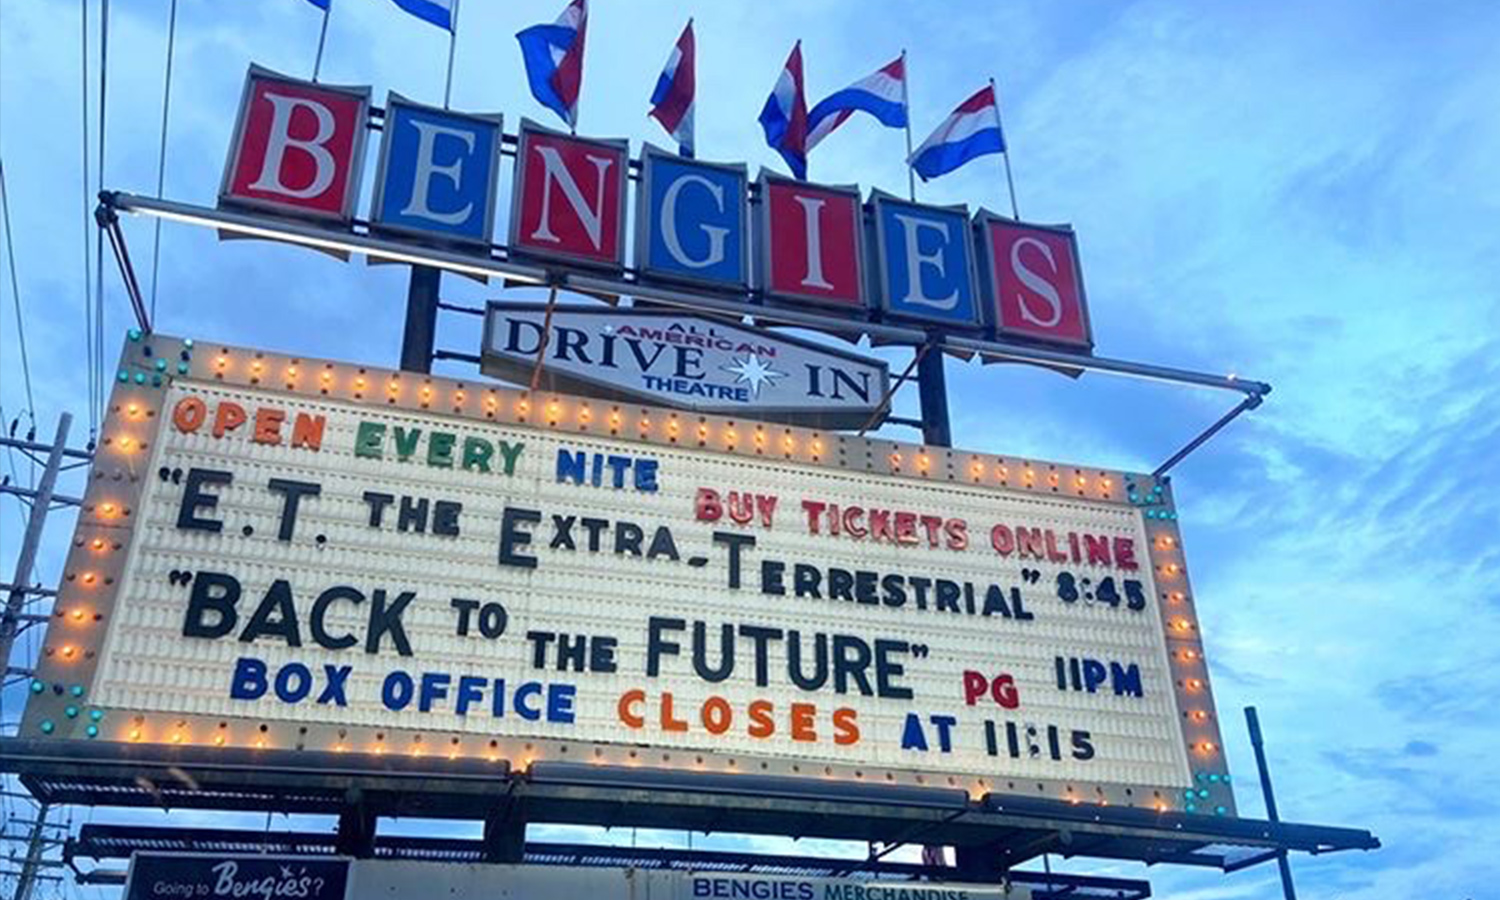 BENGIES
ALL
AMERICAN
DRIVE IN
THEATRE
OPEN EVERY NITE BUY TICKETS ONLINE
"E.T. THE EXTRA-TERRESTRIAL" 8:45
"BACK TO THE FUTURE" PG 11PM
BOX OFFICE CLOSES AT 11:15
Going to Bengie's?
BENGIES MERCHANDISE